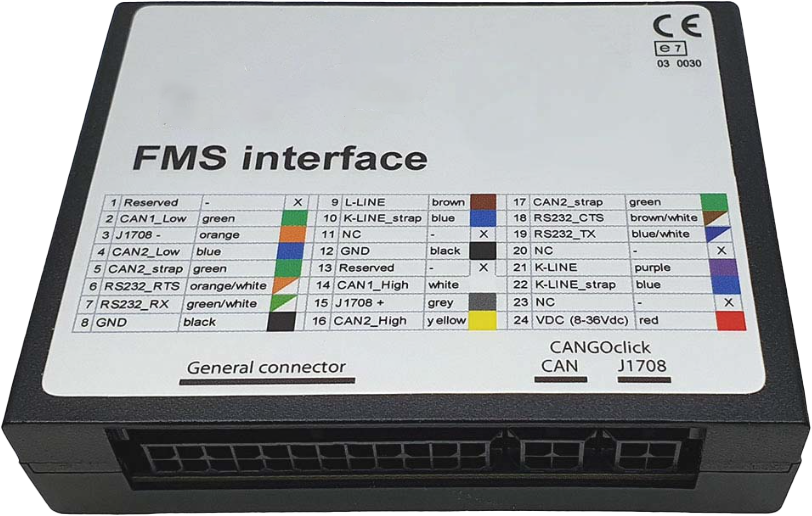 CE
e 7
03 0030
FMS interface
1 Reserved - X
2 CAN1_Low green
3 J1708 - orange
4 CAN2_Low blue
5 CAN2_strap green
6 RS232_RTS orange/white
7 RS232_RX green/white
8 GND black
9 L-LINE brown
10 K-LINE_strap blue
11 NC - X
12 GND black
13 Reserved - X
14 CAN1_High white
15 J1708 + grey
16 CAN2_High yellow
17 CAN2_strap green
18 RS232_CTS brown/white
19 RS232_TX blue/white
20 NC - X
21 K-LINE purple
22 K-LINE_strap blue
23 NC - X
24 VDC (8-36Vdc) red
General connector
CANGOclick
CAN J1708